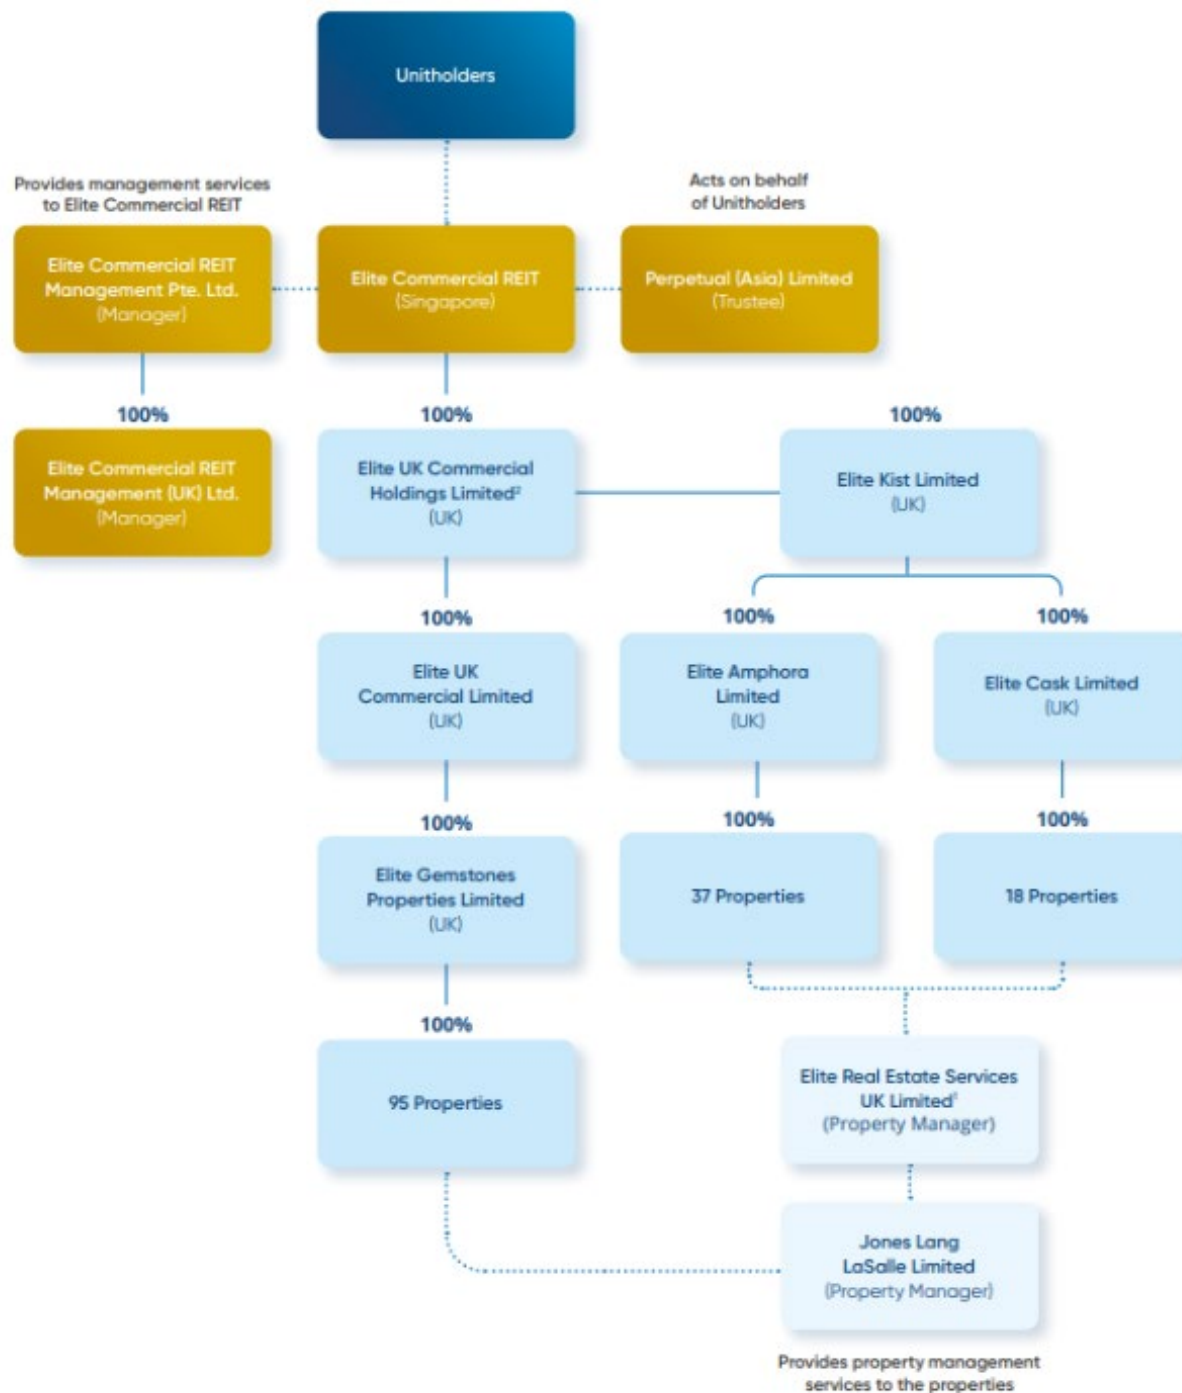 Unitholders
Provides management services
to Elite Commercial REIT
Acts on behalf
of Unitholders
Elite Commercial REIT
Management Pte. Ltd.
(Manager)
Elite Commercial REIT
(Singapore)
Perpetual (Asia) Limited
(Trustee)
100%
100%
100%
Elite Commercial REIT
Management (UK) Ltd.
(Manager)
Elite UK Commercial
Holdings Limited²
(UK)
Elite Kist Limited
(UK)
100%
100%
100%
Elite UK
Commercial Limited
(UK)
Elite Amphora
Limited
(UK)
Elite Cask Limited
(UK)
100%
100%
100%
Elite Gemstones
Properties Limited
(UK)
37 Properties
18 Properties
100%
95 Properties
Elite Real Estate Services
UK Limited¹
(Property Manager)
Jones Lang
LaSalle Limited
(Property Manager)
Provides property management
services to the properties